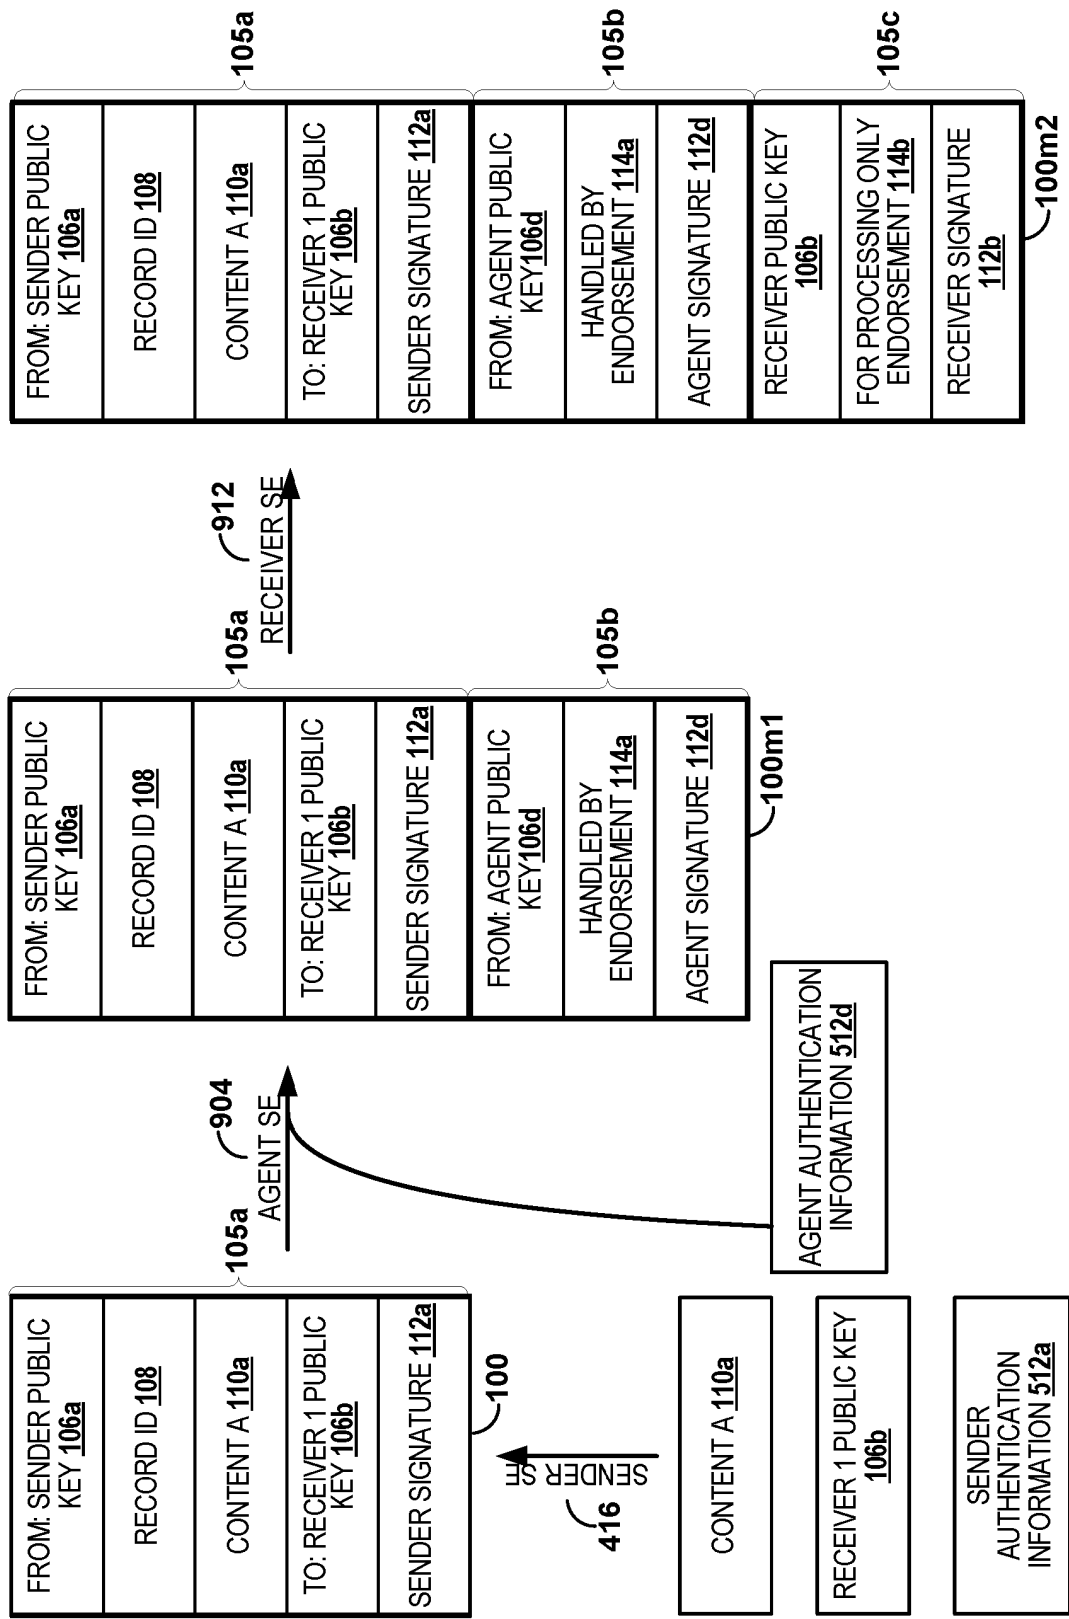 FROM: SENDER PUBLIC
KEY 106a
RECORD ID 108
CONTENT A 110a
TO: RECEIVER 1 PUBLIC
KEY 106b
SENDER SIGNATURE 112a
105a
100
SENDER SE
416
CONTENT A 110a
RECEIVER 1 PUBLIC KEY
106b
SENDER
AUTHENTICATION
INFORMATION 512a
904
AGENT SE
AGENT AUTHENTICATION
INFORMATION 512d
FROM: SENDER PUBLIC
KEY 106a
RECORD ID 108
CONTENT A 110a
TO: RECEIVER 1 PUBLIC
KEY 106b
SENDER SIGNATURE 112a
FROM: AGENT PUBLIC
KEY106d
HANDLED BY
ENDORSEMENT 114a
AGENT SIGNATURE 112d
105a
105b
100m1
912
RECEIVER SE
FROM: SENDER PUBLIC
KEY 106a
RECORD ID 108
CONTENT A 110a
TO: RECEIVER 1 PUBLIC
KEY 106b
SENDER SIGNATURE 112a
FROM: AGENT PUBLIC
KEY106d
HANDLED BY
ENDORSEMENT 114a
AGENT SIGNATURE 112d
RECEIVER PUBLIC KEY
106b
FOR PROCESSING ONLY
ENDORSEMENT 114b
RECEIVER SIGNATURE
112b
105a
105b
105c
100m2